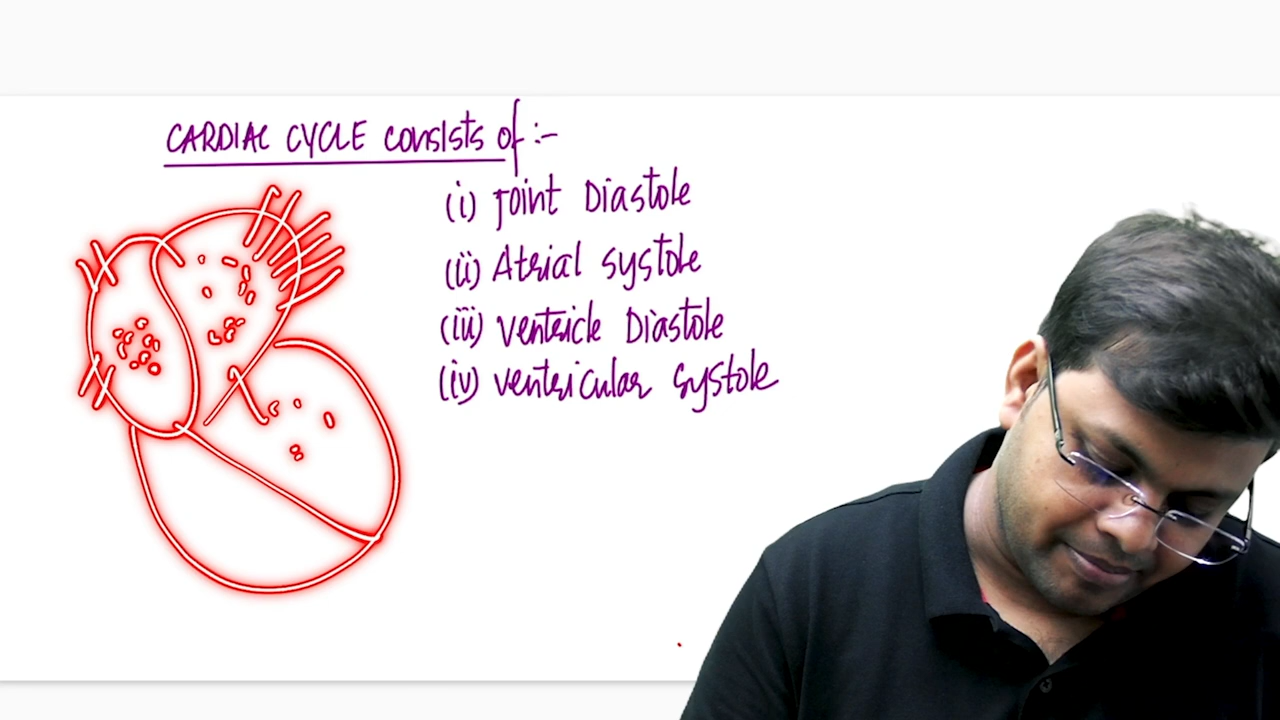 CARDIAC CYCLE consists of :-
(i) Joint Diastole
(ii) Atrial systole
(iii) ventricle Diastole
(iv) ventricular systole